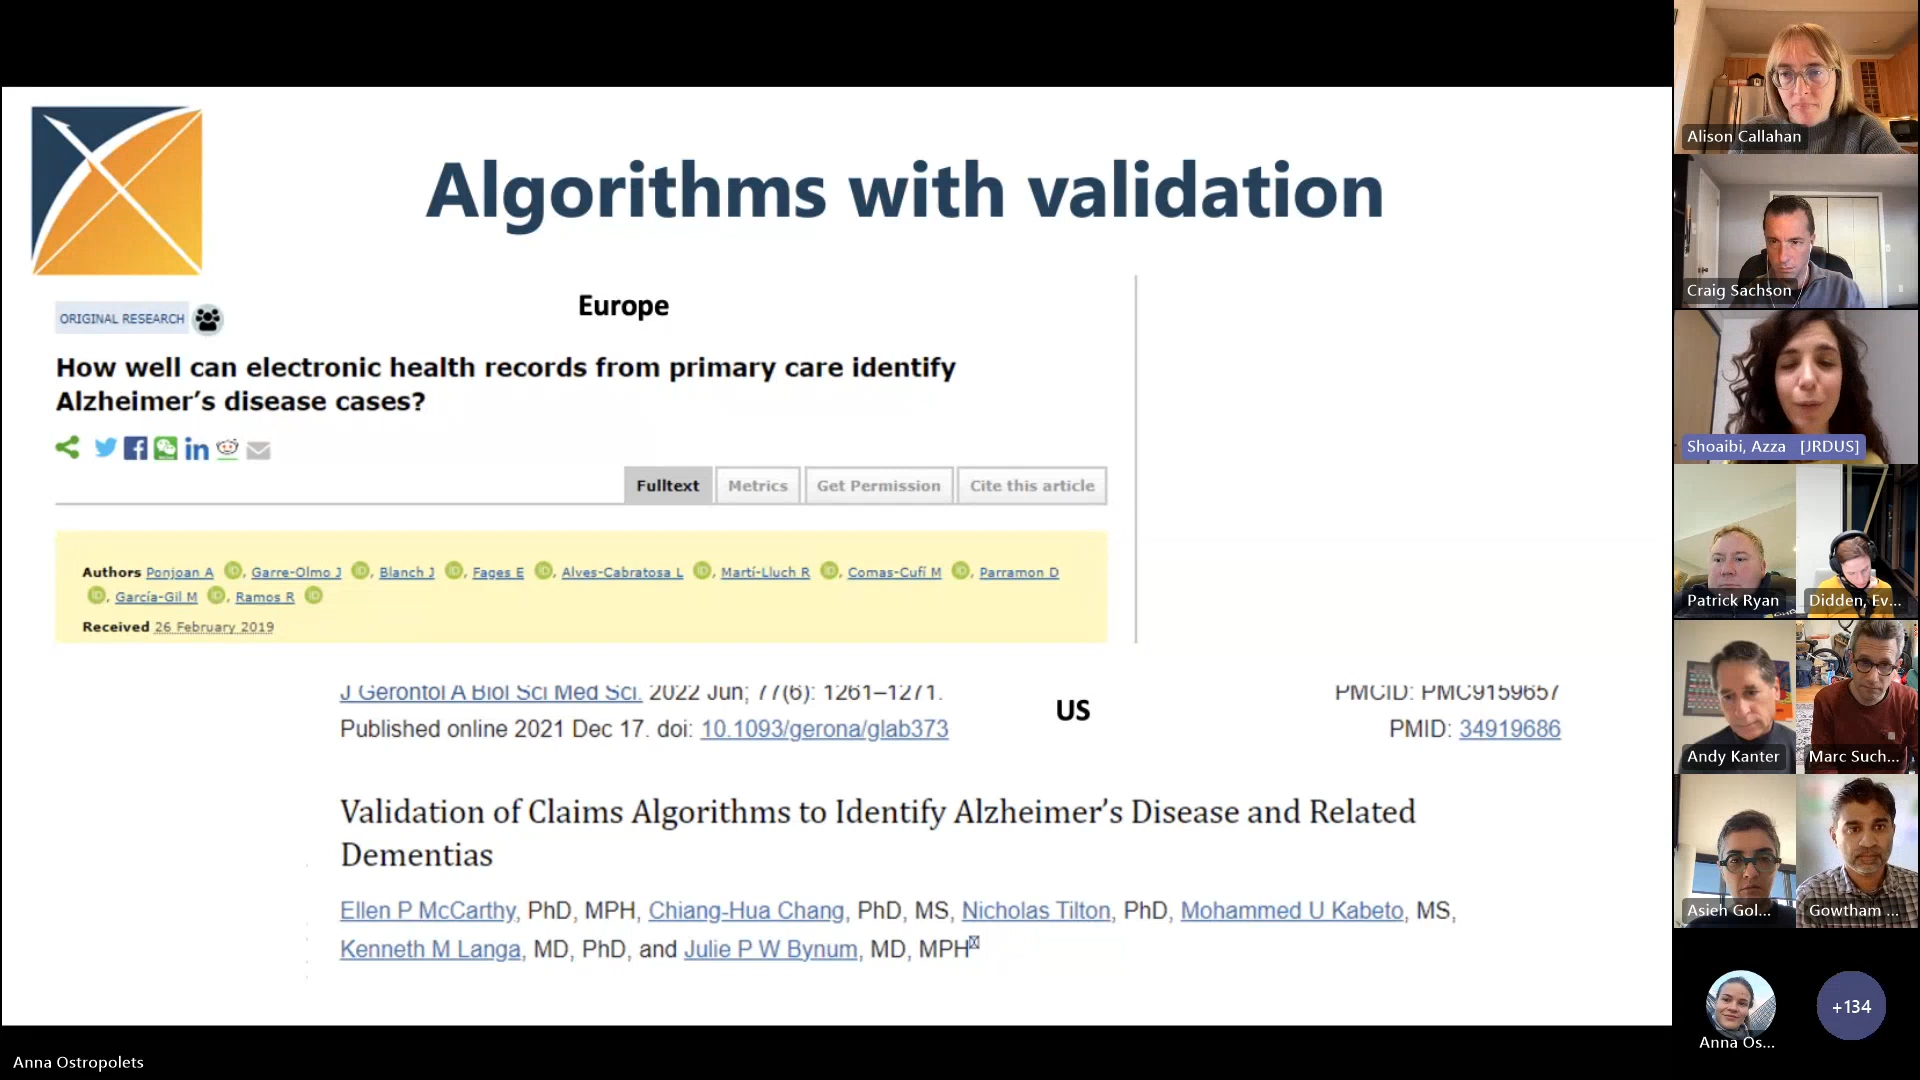 Algorithms with validation
Europe
ORIGINAL RESEARCH
How well can electronic health records from primary care identify
Alzheimer’s disease cases?
Fulltext
Metrics
Get Permission
Cite this article
Authors Ponjoan A, Garre-Olmo J, Blanch J, Fages E, Alves-Cabratosa L, Martí-Lluch R, Comas-Cufí M, Parramon D
, García-Gil M, Ramos R
Received 26 February 2019
J Gerontol A Biol Sci Med Sci. 2022 Jun; 77(6): 1261–1271.
PMCID: PMC9159657
US
Published online 2021 Dec 17. doi: 10.1093/gerona/glab373
PMID: 34919686
Validation of Claims Algorithms to Identify Alzheimer’s Disease and Related
Dementias
Ellen P McCarthy, PhD, MPH, Chiang-Hua Chang, PhD, MS, Nicholas Tilton, PhD, Mohammed U Kabeto, MS,
Kenneth M Langa, MD, PhD, and Julie P W Bynum, MD, MPH
Alison Callahan
Craig Sachson
Shoaibi, Azza [JRDUS]
Patrick Ryan
Didden, Ev...
Andy Kanter
Marc Such...
Asieh Gol...
Gowtham ...
Anna Os...
+134
Anna Ostropolets